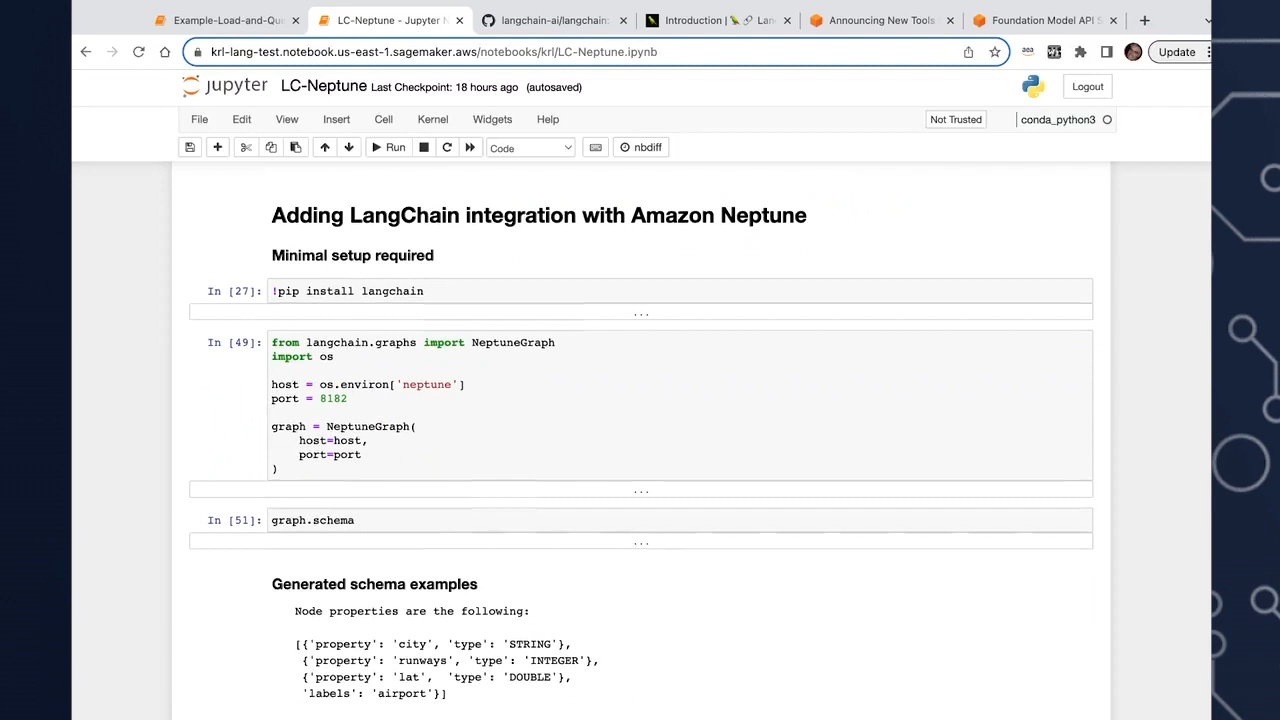 Example-Load-and-Qu
LC-Neptune - Jupyter N
langchain-ai/langchain:
Introduction | 🦜️🔗 Lan
Announcing New Tools
Foundation Model API S
krl-lang-test.notebook.us-east-1.sagemaker.aws/notebooks/krl/LC-Neptune.ipynb
aws
Update
jupyter LC-Neptune Last Checkpoint: 18 hours ago (autosaved)
Logout
File Edit View Insert Cell Kernel Widgets Help
Not Trusted
conda_python3
Run
Code
nbdiff
Adding LangChain integration with Amazon Neptune
Minimal setup required
In [27]: !pip install langchain
...
In [49]: from langchain.graphs import NeptuneGraph
import os
host = os.environ['neptune']
port = 8182
graph = NeptuneGraph(
host=host,
port=port
)
...
In [51]: graph.schema
...
Generated schema examples
Node properties are the following:
[{'property': 'city', 'type': 'STRING'},
{'property': 'runways', 'type': 'INTEGER'},
{'property': 'lat', 'type': 'DOUBLE'},
'labels': 'airport'}]